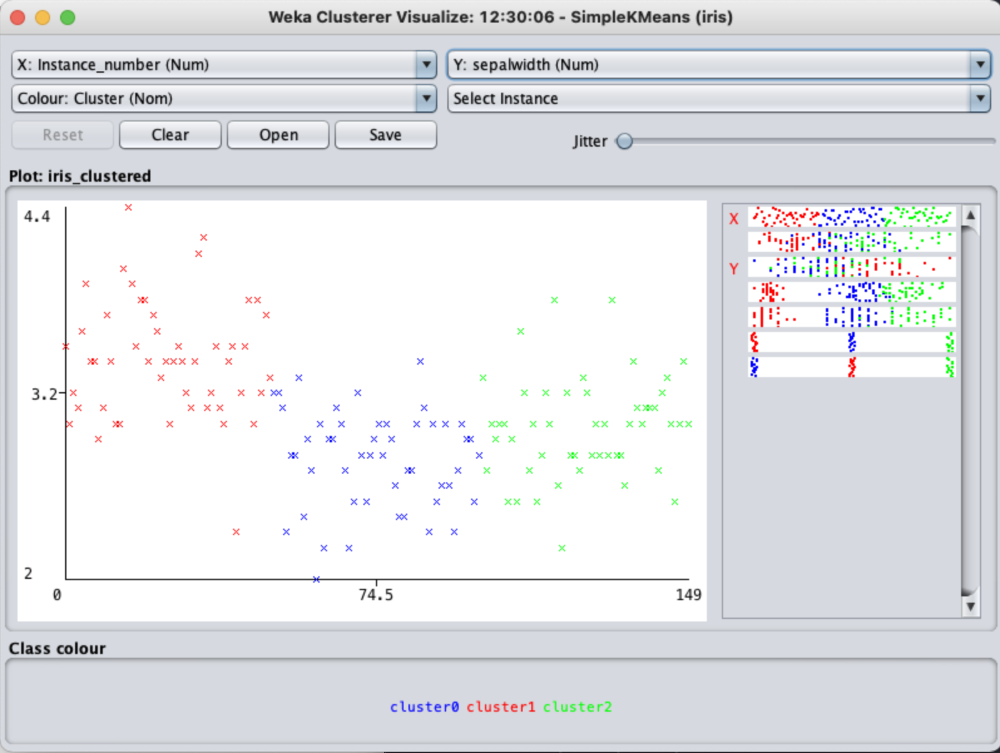 Weka Clusterer Visualize: 12:30:06 - SimpleKMeans (iris)
X: Instance_number (Num) Y: sepalwidth (Num)
Colour: Cluster (Nom) Select Instance
Reset Clear Open Save Jitter
Plot: iris_clustered
4.4
3.2
2
0 74.5 149
X
Y
Class colour
cluster0 cluster1 cluster2